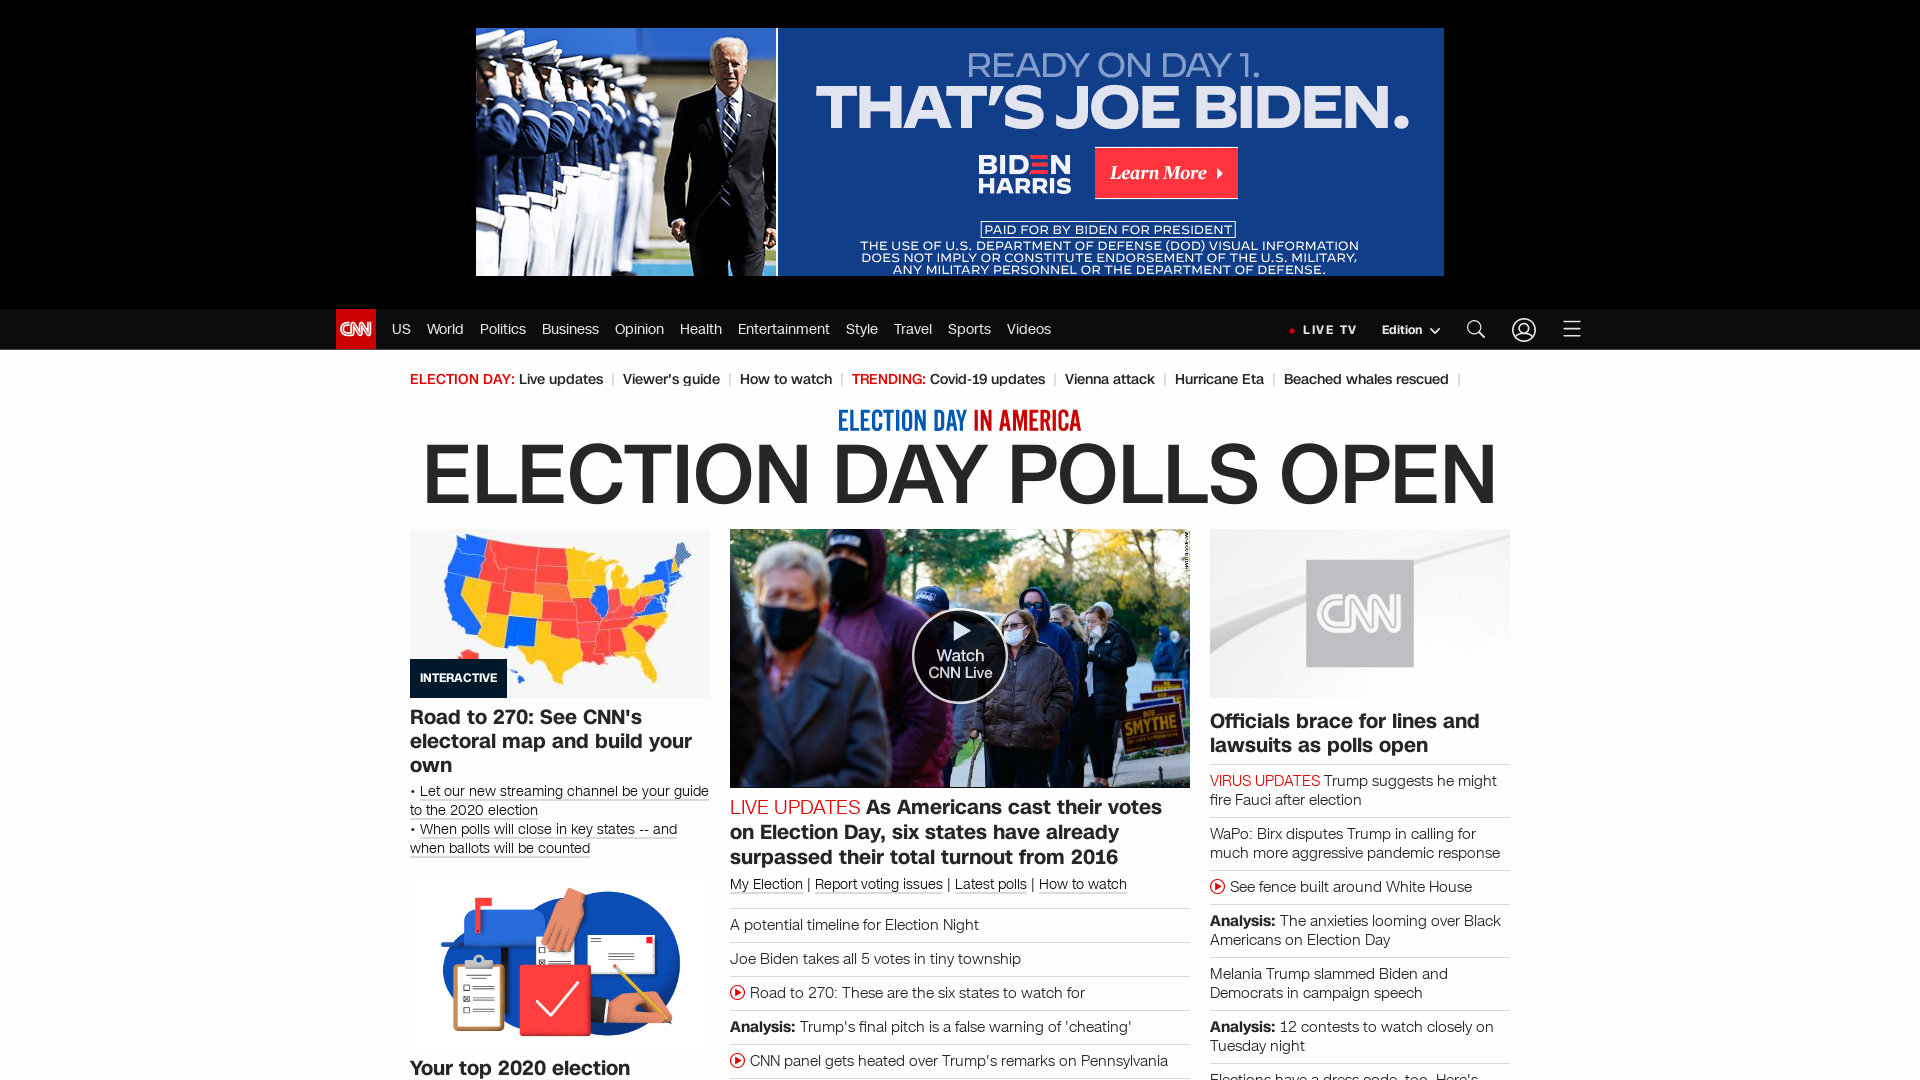 READY ON DAY 1.
THAT'S JOE BIDEN.
BIDEN
HARRIS
Learn More
PAID FOR BY BIDEN FOR PRESIDENT
THE USE OF U.S. DEPARTMENT OF DEFENSE (DOD) VISUAL INFORMATION
DOES NOT IMPLY OR CONSTITUTE ENDORSEMENT OF THE U.S. MILITARY,
ANY MILITARY PERSONNEL OR THE DEPARTMENT OF DEFENSE.
CNN US World Politics Business Opinion Health Entertainment Style Travel Sports Videos LIVE TV Edition
ELECTION DAY: Live updates | Viewer's guide | How to watch | TRENDING: Covid-19 updates | Vienna attack | Hurricane Eta | Beached whales rescued |
ELECTION DAY IN AMERICA
ELECTION DAY POLLS OPEN
INTERACTIVE
Road to 270: See CNN's
electoral map and build your
own
• Let our new streaming channel be your guide
to the 2020 election
• When polls will close in key states -- and
when ballots will be counted
Your top 2020 election
Watch
CNN Live
BOB
SMYTHE
LIVE UPDATES As Americans cast their votes
on Election Day, six states have already
surpassed their total turnout from 2016
My Election | Report voting issues | Latest polls | How to watch
A potential timeline for Election Night
Joe Biden takes all 5 votes in tiny township
Road to 270: These are the six states to watch for
Analysis: Trump's final pitch is a false warning of 'cheating'
CNN panel gets heated over Trump's remarks on Pennsylvania
CNN
Officials brace for lines and
lawsuits as polls open
VIRUS UPDATES Trump suggests he might
fire Fauci after election
WaPo: Birx disputes Trump in calling for
much more aggressive pandemic response
See fence built around White House
Analysis: The anxieties looming over Black
Americans on Election Day
Melania Trump slammed Biden and
Democrats in campaign speech
Analysis: 12 contests to watch closely on
Tuesday night
Elections have a dress code, too. Here's